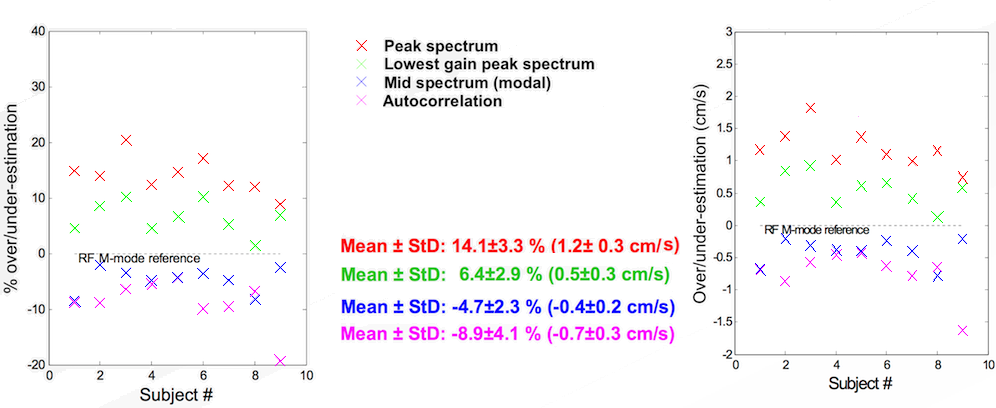 40
30
20
10
0
-10
-20
2
4
6
8
10
% over/under-estimation
Subject #
RF. M-mode reference
Peak spectrum
Lowest gain peak spectrum
Mid spectrum (modal)
Autocorrelation
Mean ± StD: 14.1±3.3 % (1.2± 0.3 cm/s)
Mean ± StD: 6.4±2.9 % (0.5±0.3 cm/s)
Mean ± StD: -4.7±2.3 % (-0.4±0.2 cm/s)
Mean ± StD: -8.9±4.1 % (-0.7±0.3 cm/s)
3
2.5
2
1.5
1
0.5
0
-0.5
-1
-1.5
-2
0
2
4
6
8
10
Over/under-estimation (cm/s)
Subject #
RF. M-mode reference